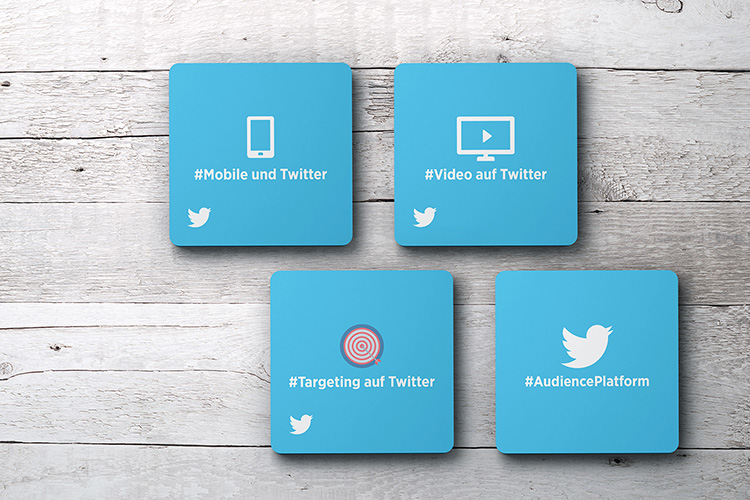 #Mobile und Twitter
#Video auf Twitter
#Targeting auf Twitter
#AudiencePlatform